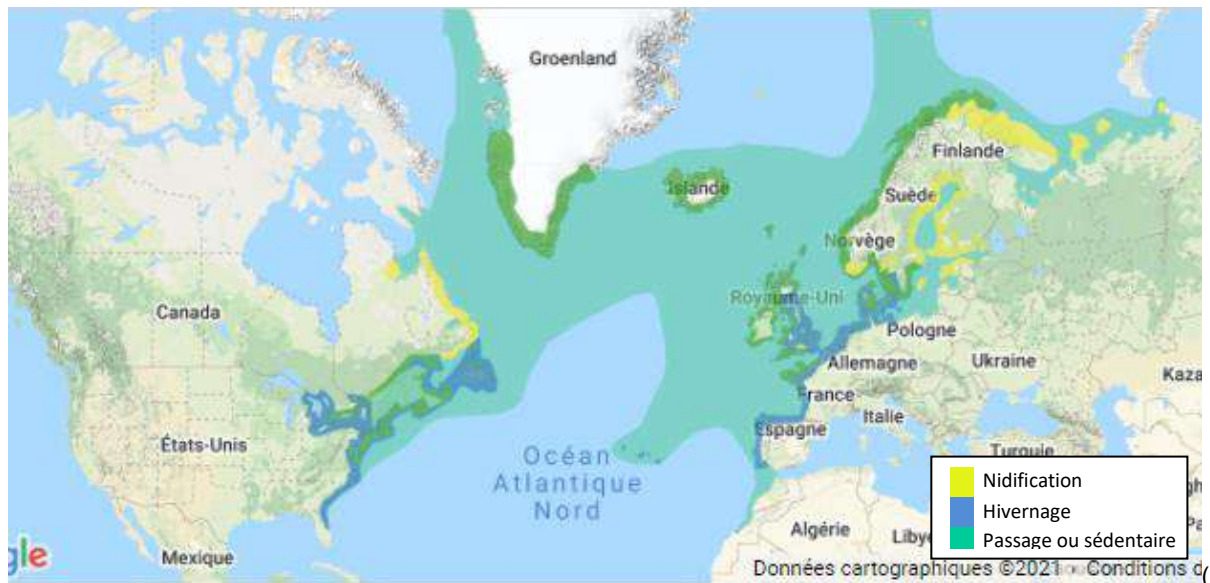 Groenland
Finlande
Islande
Suède
Norvège
Canada
Royaume-Uni
Pologne
Allemagne
Ukraine
Kaza
France
Italie
États-Unis
Espagne
Océan
Atlantique
Nord
Turquie
Nidification
Hivernage
Algérie
Liby
Passage ou sédentaire
gle
Mexique
Données cartographiques ©2021
Conditions d
(